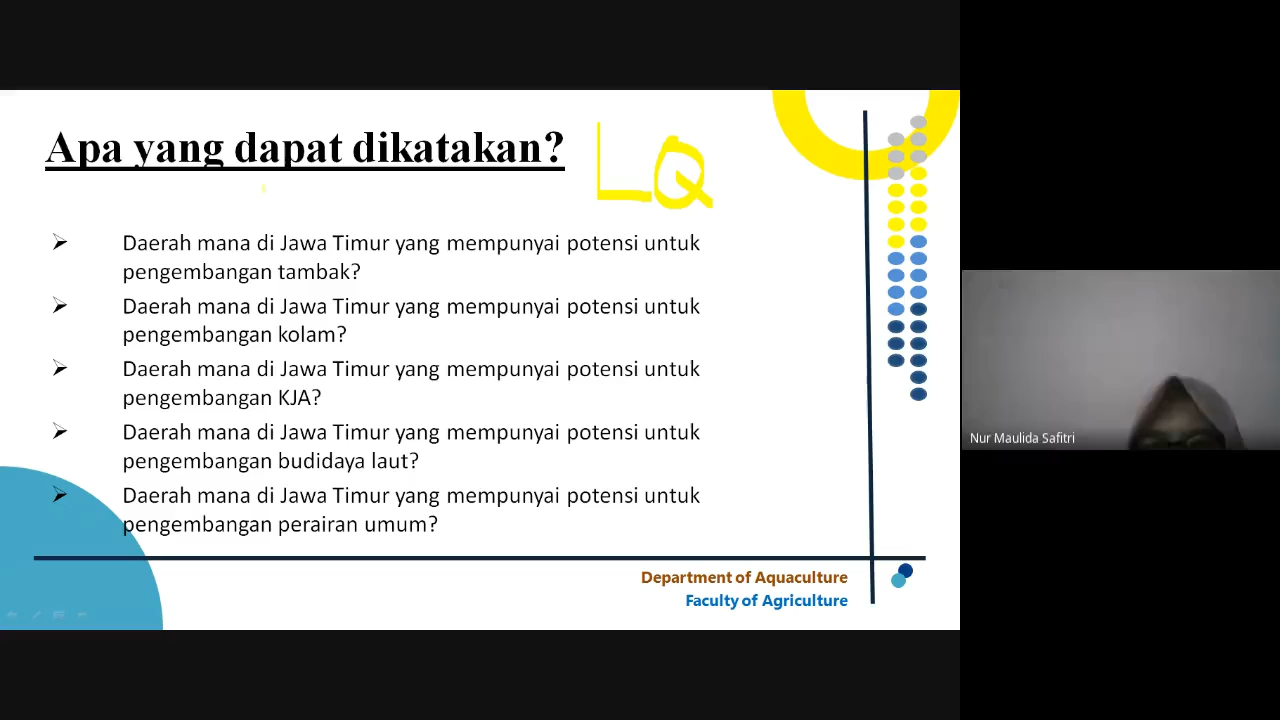 Apa yang dapat dikatakan?
LQ
➢ Daerah mana di Jawa Timur yang mempunyai potensi untuk
pengembangan tambak?
➢ Daerah mana di Jawa Timur yang mempunyai potensi untuk
pengembangan kolam?
➢ Daerah mana di Jawa Timur yang mempunyai potensi untuk
pengembangan KJA?
➢ Daerah mana di Jawa Timur yang mempunyai potensi untuk
pengembangan budidaya laut?
➢ Daerah mana di Jawa Timur yang mempunyai potensi untuk
pengembangan perairan umum?
Department of Aquaculture
Faculty of Agriculture
Nur Maulida Safitri